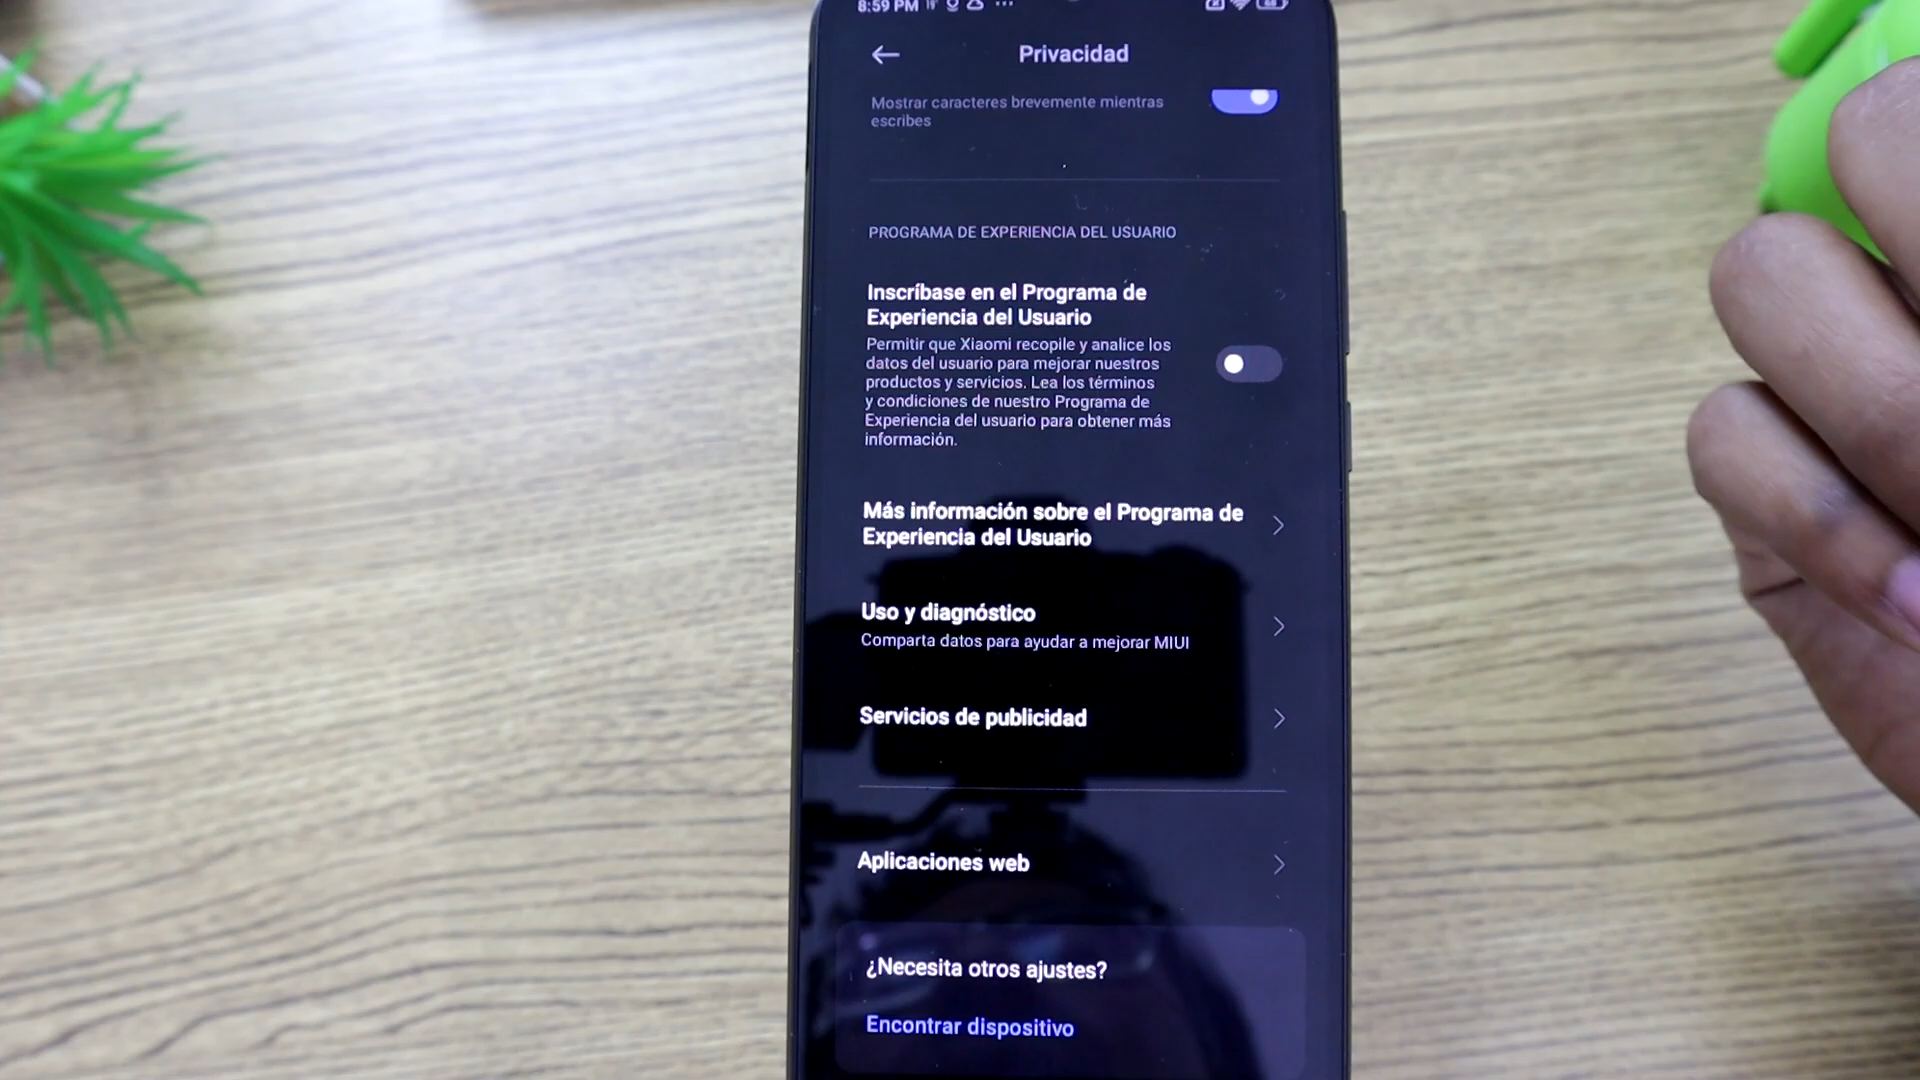 8:59 PM
Privacidad
Mostrar caracteres brevemente mientras
escribes
PROGRAMA DE EXPERIENCIA DEL USUARIO
Inscríbase en el Programa de
Experiencia del Usuario
Permitir que Xiaomi recopile y analice los
datos del usuario para mejorar nuestros
productos y servicios. Lea los términos
y condiciones de nuestro Programa de
Experiencia del usuario para obtener más
información.
Más información sobre el Programa de
Experiencia del Usuario
Uso y diagnóstico
Comparta datos para ayudar a mejorar MIUI
Servicios de publicidad
Aplicaciones web
¿Necesita otros ajustes?
Encontrar dispositivo